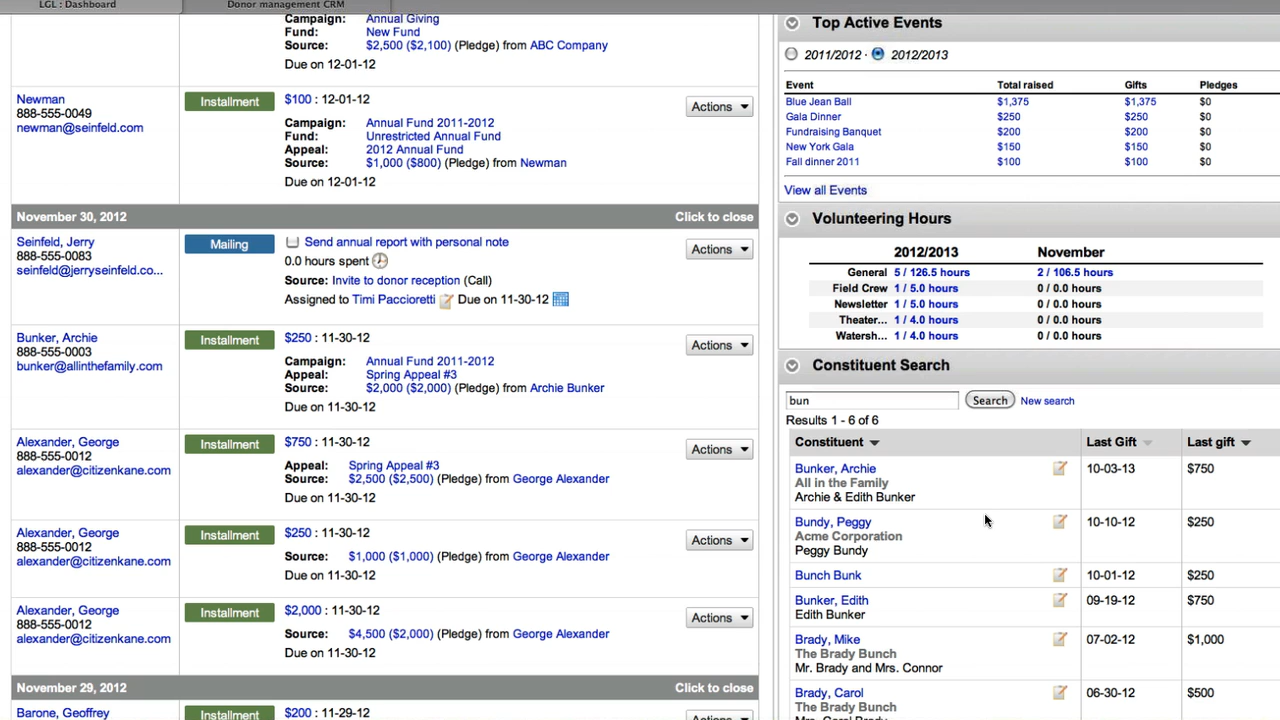 LGL : Dashboard
Donor management CRM
Campaign: Annual Giving
Fund: New Fund
Source: $2,500 ($2,100) (Pledge) from ABC Company
Due on 12-01-12
Newman
888-555-0049
newman@seinfeld.com
Installment
$100 : 12-01-12
Actions
Campaign: Annual Fund 2011-2012
Fund: Unrestricted Annual Fund
Appeal: 2012 Annual Fund
Source: $1,000 ($800) (Pledge) from Newman
Due on 12-01-12
November 30, 2012 Click to close
Seinfeld, Jerry
888-555-0083
seinfeld@jerryseinfeld.co...
Mailing
Send annual report with personal note
Actions
0.0 hours spent
Source: Invite to donor reception (Call)
Assigned to Timi Paccioretti Due on 11-30-12
Bunker, Archie
888-555-0003
bunker@allinthefamily.com
Installment
$250 : 11-30-12
Actions
Campaign: Annual Fund 2011-2012
Appeal: Spring Appeal #3
Source: $2,000 ($2,000) (Pledge) from Archie Bunker
Due on 11-30-12
Alexander, George
888-555-0012
alexander@citizenkane.com
Installment
$750 : 11-30-12
Actions
Appeal: Spring Appeal #3
Source: $2,500 ($2,500) (Pledge) from George Alexander
Due on 11-30-12
Alexander, George
888-555-0012
alexander@citizenkane.com
Installment
$250 : 11-30-12
Actions
Source: $1,000 ($1,000) (Pledge) from George Alexander
Due on 11-30-12
Alexander, George
888-555-0012
alexander@citizenkane.com
Installment
$2,000 : 11-30-12
Actions
Source: $4,500 ($2,000) (Pledge) from George Alexander
Due on 11-30-12
November 29, 2012 Click to close
Barone, Geoffrey
Installment
$200 : 11-29-12
Actions
Top Active Events
2011/2012 · 2012/2013
Event Total raised Gifts Pledges
Blue Jean Ball $1,375 $1,375 $0
Gala Dinner $250 $250 $0
Fundraising Banquet $200 $200 $0
New York Gala $150 $150 $0
Fall dinner 2011 $100 $100 $0
View all Events
Volunteering Hours
2012/2013 November
General 5 / 126.5 hours 2 / 106.5 hours
Field Crew 1 / 5.0 hours 0 / 0.0 hours
Newsletter 1 / 5.0 hours 0 / 0.0 hours
Theater... 1 / 4.0 hours 0 / 0.0 hours
Watersh... 1 / 4.0 hours 0 / 0.0 hours
Constituent Search
bun Search New search
Results 1 - 6 of 6
Constituent Last Gift Last gift
Bunker, Archie 10-03-13 $750
All in the Family
Archie & Edith Bunker
Bundy, Peggy 10-10-12 $250
Acme Corporation
Peggy Bundy
Bunch Bunk 10-01-12 $250
Bunker, Edith 09-19-12 $750
Edith Bunker
Brady, Mike 07-02-12 $1,000
The Brady Bunch
Mr. Brady and Mrs. Connor
Brady, Carol 06-30-12 $500
The Brady Bunch
Mrs. Carol Brady